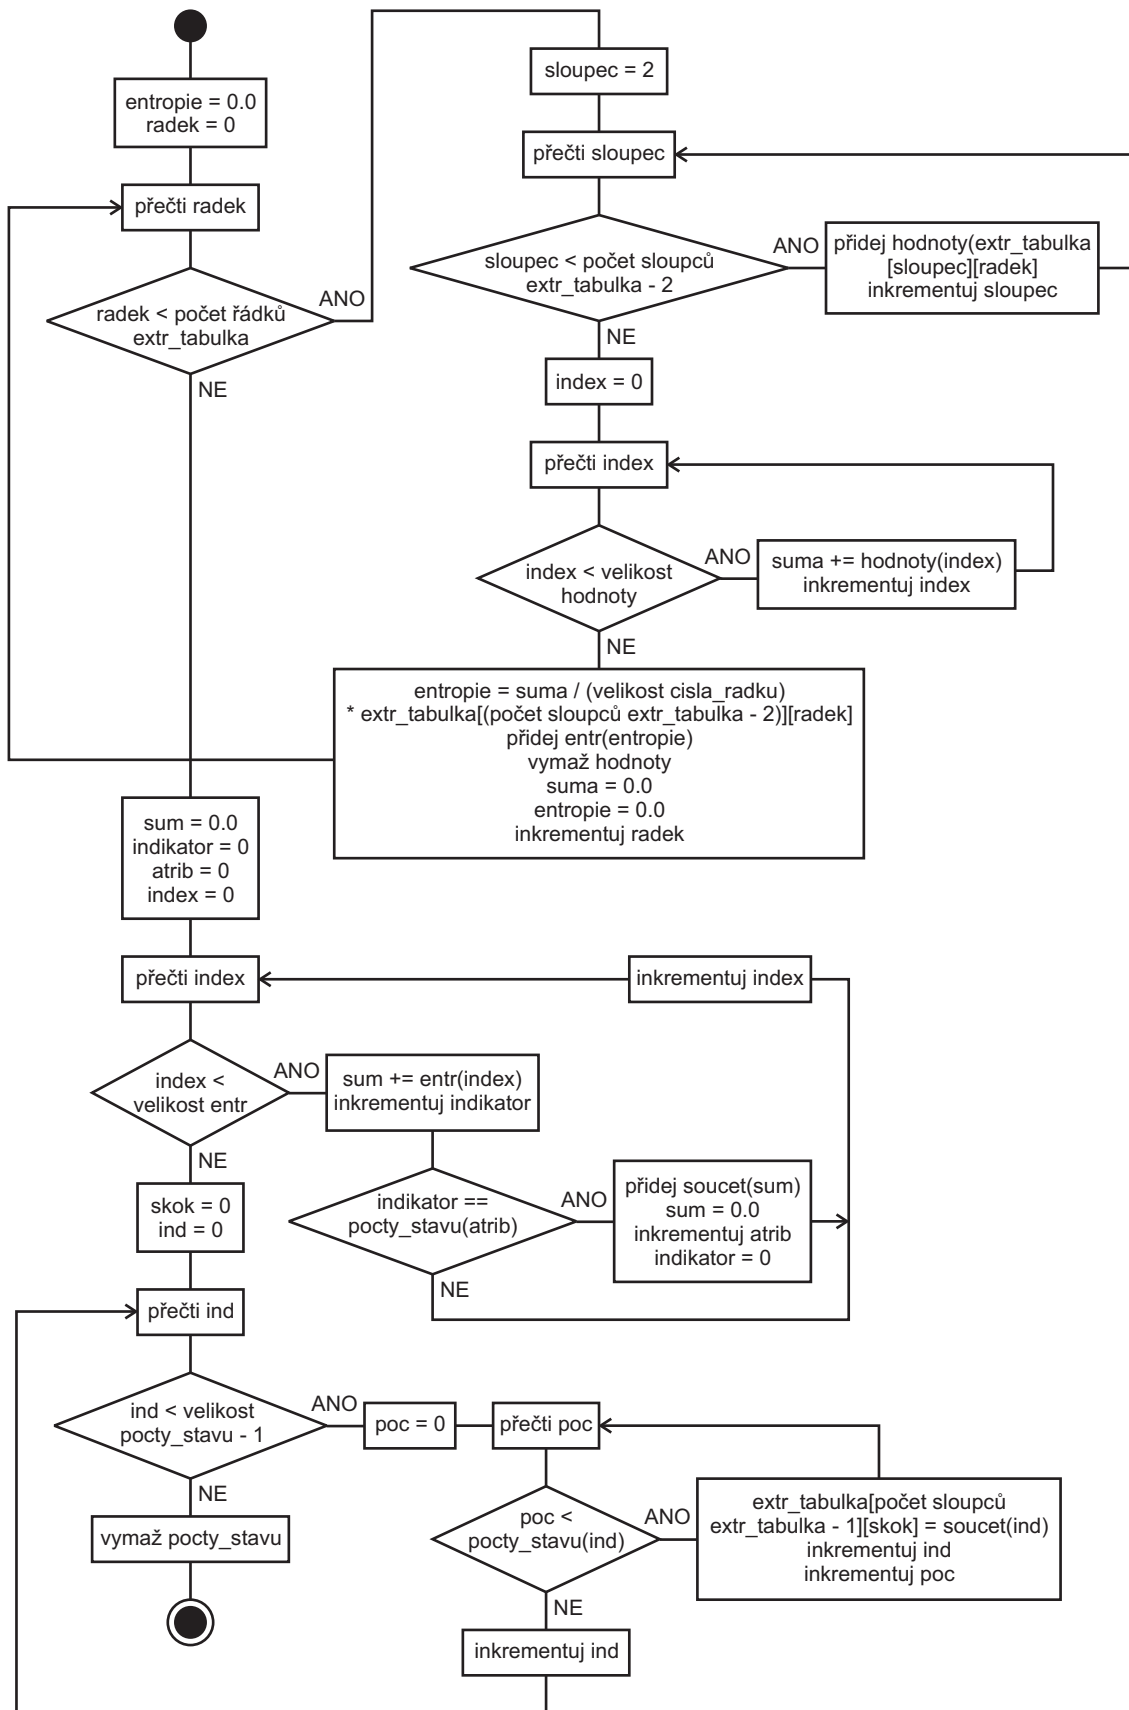 entropie = 0.0
radek = 0
přečti radek
radek < počet řádků
extr_tabulka
ANO
NE
sloupec = 2
přečti sloupec
sloupec < počet sloupců
extr_tabulka - 2
ANO
přidej hodnoty(extr_tabulka
[sloupec][radek]
inkrementuj sloupec
NE
index = 0
přečti index
index < velikost
hodnoty
ANO
suma += hodnoty(index)
inkrementuj index
NE
entropie = suma / (velikost cisla_radku)
* extr_tabulka[(počet sloupců extr_tabulka - 2)][radek]
přidej entr(entropie)
vymaž hodnoty
suma = 0.0
entropie = 0.0
inkrementuj radek
sum = 0.0
indikator = 0
atrib = 0
index = 0
přečti index
inkrementuj index
index <
velikost entr
ANO
sum += entr(index)
inkrementuj indikator
NE
indikator ==
pocty_stavu(atrib)
ANO
přidej soucet(sum)
sum = 0.0
inkrementuj atrib
indikator = 0
NE
skok = 0
ind = 0
přečti ind
ind < velikost
pocty_stavu - 1
ANO
poc = 0
přečti poc
NE
vymaž pocty_stavu
poc <
pocty_stavu(ind)
ANO
extr_tabulka[počet sloupců
extr_tabulka - 1][skok] = soucet(ind)
inkrementuj ind
inkrementuj poc
NE
inkrementuj ind